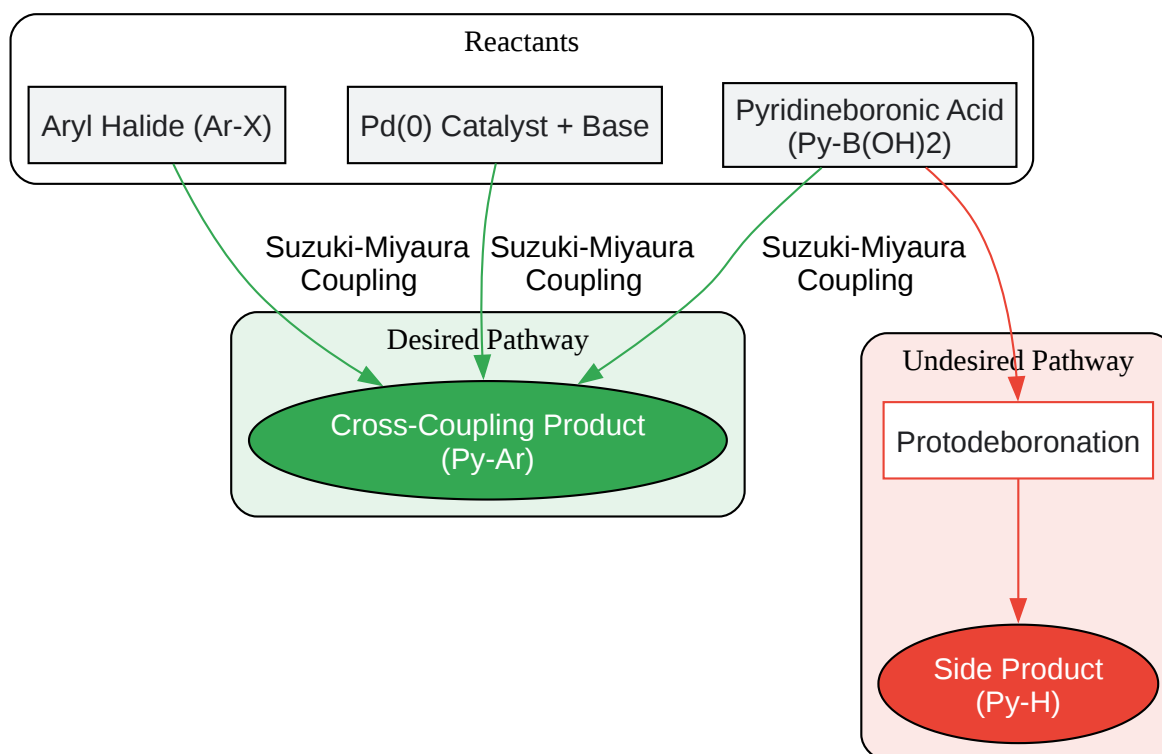 Reactants
Aryl Halide (Ar-X)
Pd(0) Catalyst + Base
Pyridineboronic Acid
(Py-B(OH)2)
Suzuki-Miyaura
Coupling
Suzuki-Miyaura
Coupling
Suzuki-Miyaura
Coupling
Desired Pathway
Cross-Coupling Product
(Py-Ar)
Undesired Pathway
Protodeboronation
Side Product
(Py-H)